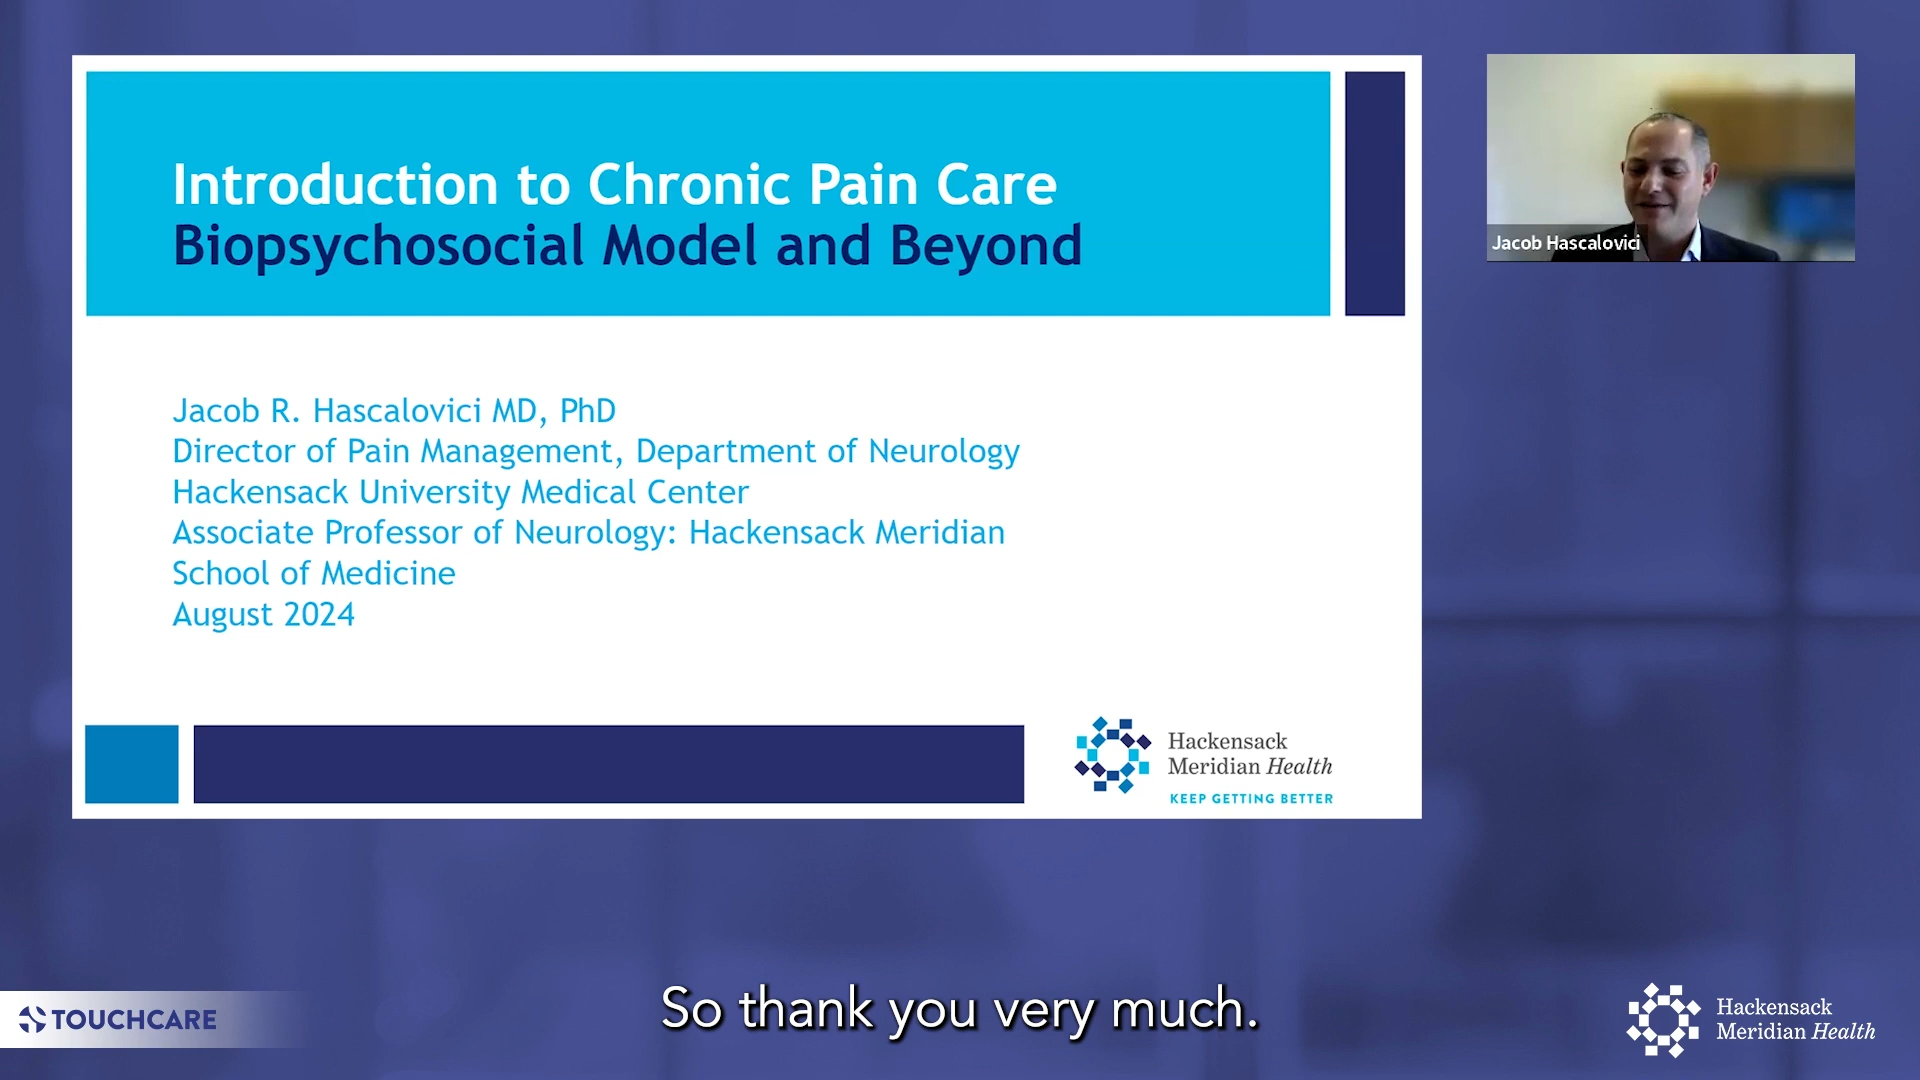 Introduction to Chronic Pain Care
Biopsychosocial Model and Beyond
Jacob R. Hascalovici MD, PhD
Director of Pain Management, Department of Neurology
Hackensack University Medical Center
Associate Professor of Neurology: Hackensack Meridian
School of Medicine
August 2024
Hackensack
Meridian Health
KEEP GETTING BETTER
Jacob Hascalovici
So thank you very much.
TOUCHCARE
Hackensack
Meridian Health